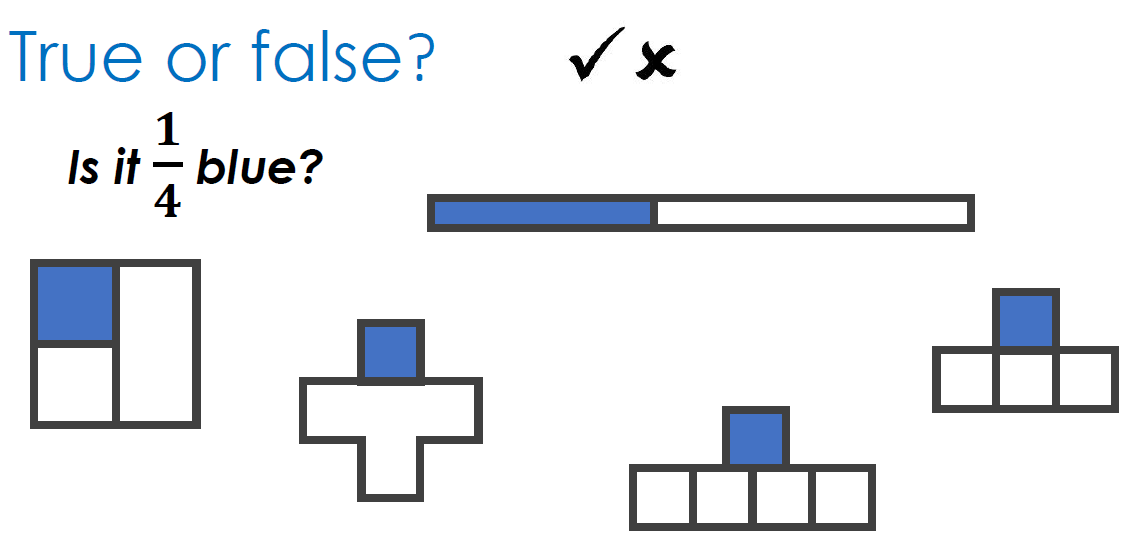 True or false? ✓ ✗
Is it 1/4 blue?